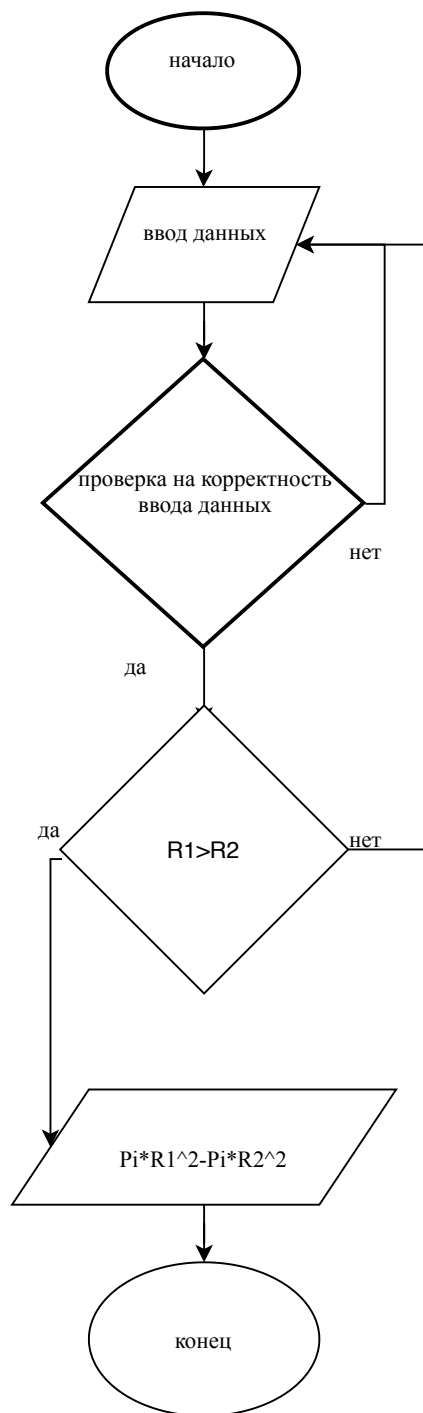 начало
ввод данных
проверка на корректность
ввода данных
нет
да
да
R1>R2
нет
Pi*R1^2-Pi*R2^2
конец